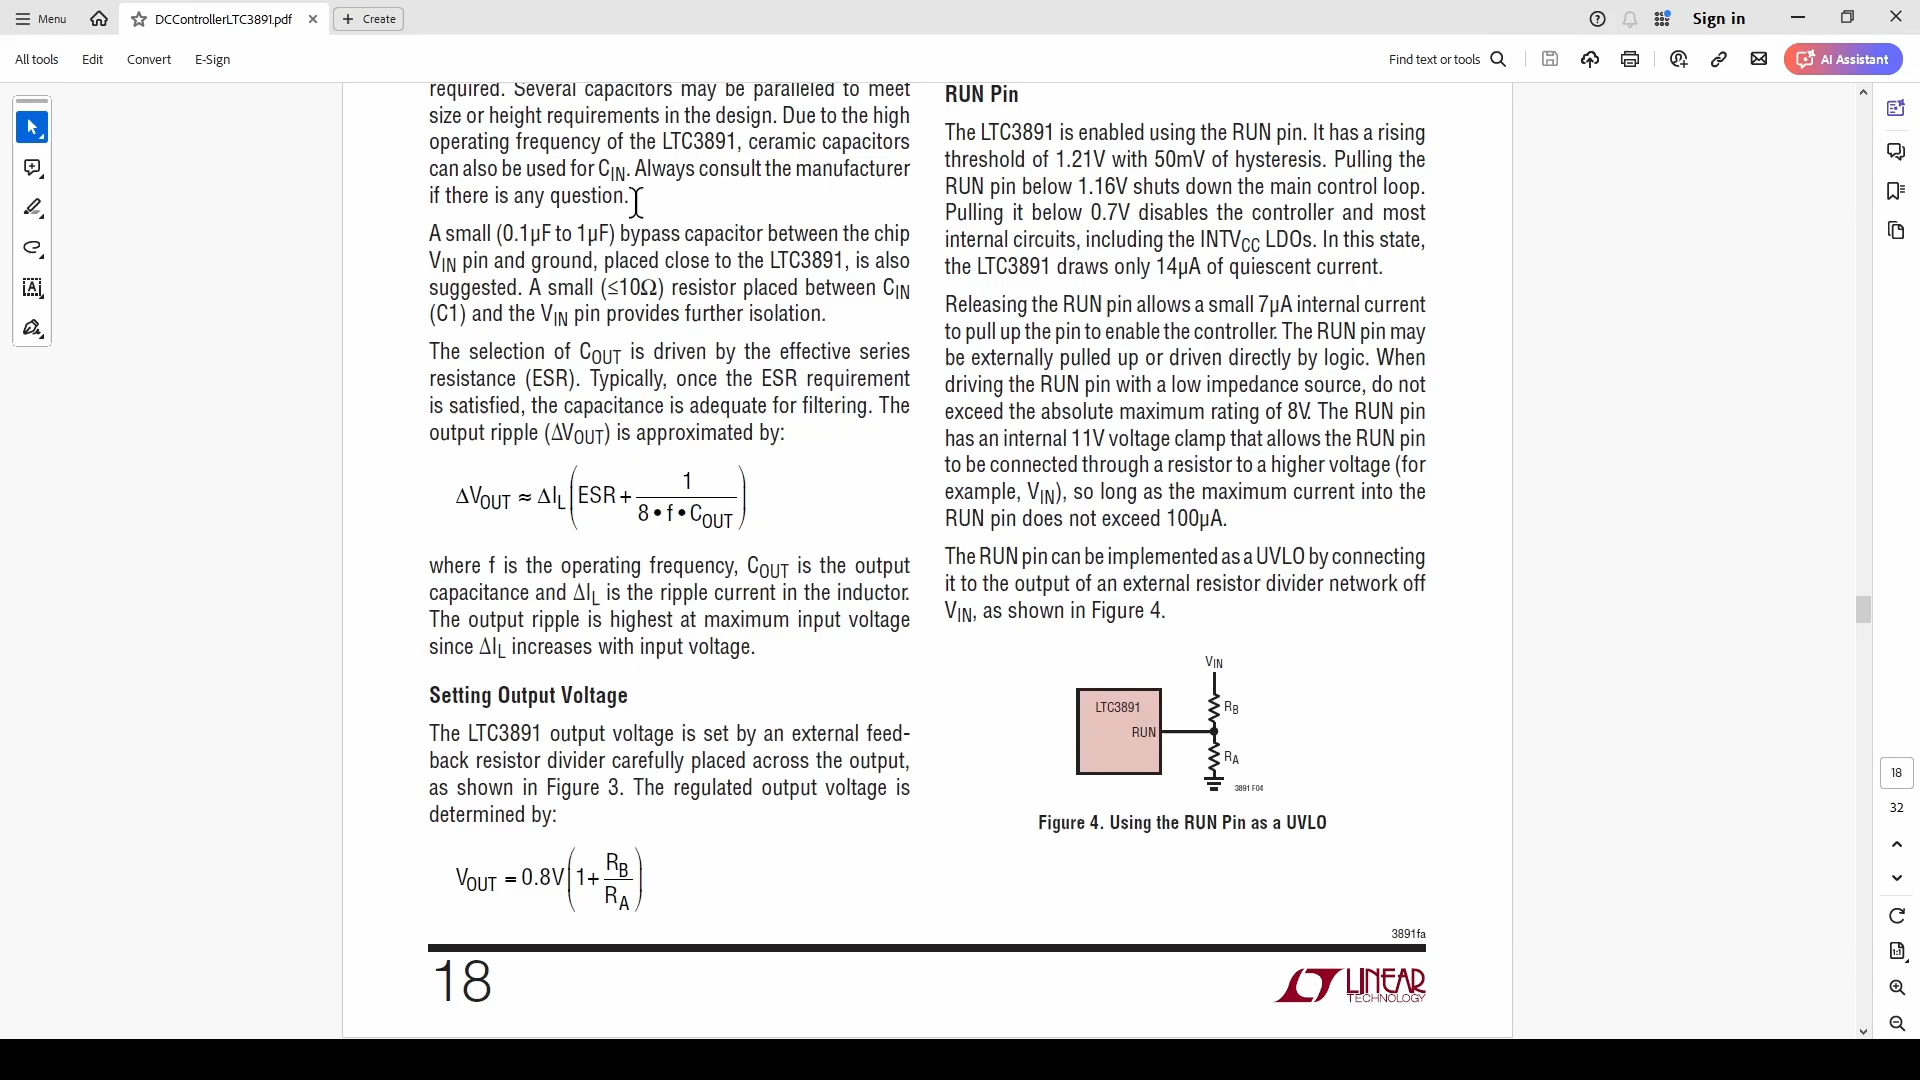 Menu
DCControllerLTC3891.pdf
Create
Sign in
All tools
Edit
Convert
E-Sign
Find text or tools
AI Assistant
required. Several capacitors may be paralleled to meet
size or height requirements in the design. Due to the high
operating frequency of the LTC3891, ceramic capacitors
can also be used for CIN. Always consult the manufacturer
if there is any question.
A small (0.1µF to 1µF) bypass capacitor between the chip
VIN pin and ground, placed close to the LTC3891, is also
suggested. A small (≤10Ω) resistor placed between CIN
(C1) and the VIN pin provides further isolation.
The selection of COUT is driven by the effective series
resistance (ESR). Typically, once the ESR requirement
is satisfied, the capacitance is adequate for filtering. The
output ripple (ΔVOUT) is approximated by:
ΔVOUT ≈ ΔIL(ESR + 1 / 8 • f • COUT)
where f is the operating frequency, COUT is the output
capacitance and ΔIL is the ripple current in the inductor.
The output ripple is highest at maximum input voltage
since ΔIL increases with input voltage.
Setting Output Voltage
The LTC3891 output voltage is set by an external feed-
back resistor divider carefully placed across the output,
as shown in Figure 3. The regulated output voltage is
determined by:
VOUT = 0.8V(1+ RB / RA)
RUN Pin
The LTC3891 is enabled using the RUN pin. It has a rising
threshold of 1.21V with 50mV of hysteresis. Pulling the
RUN pin below 1.16V shuts down the main control loop.
Pulling it below 0.7V disables the controller and most
internal circuits, including the INTVCC LDOs. In this state,
the LTC3891 draws only 14µA of quiescent current.
Releasing the RUN pin allows a small 7µA internal current
to pull up the pin to enable the controller. The RUN pin may
be externally pulled up or driven directly by logic. When
driving the RUN pin with a low impedance source, do not
exceed the absolute maximum rating of 8V. The RUN pin
has an internal 11V voltage clamp that allows the RUN pin
to be connected through a resistor to a higher voltage (for
example, VIN), so long as the maximum current into the
RUN pin does not exceed 100µA.
The RUN pin can be implemented as a UVLO by connecting
it to the output of an external resistor divider network off
VIN, as shown in Figure 4.
VIN
LTC3891
RB
RUN
RA
3891 F04
Figure 4. Using the RUN Pin as a UVLO
3891fa
18
LINEAR
TECHNOLOGY
18
32
1:1